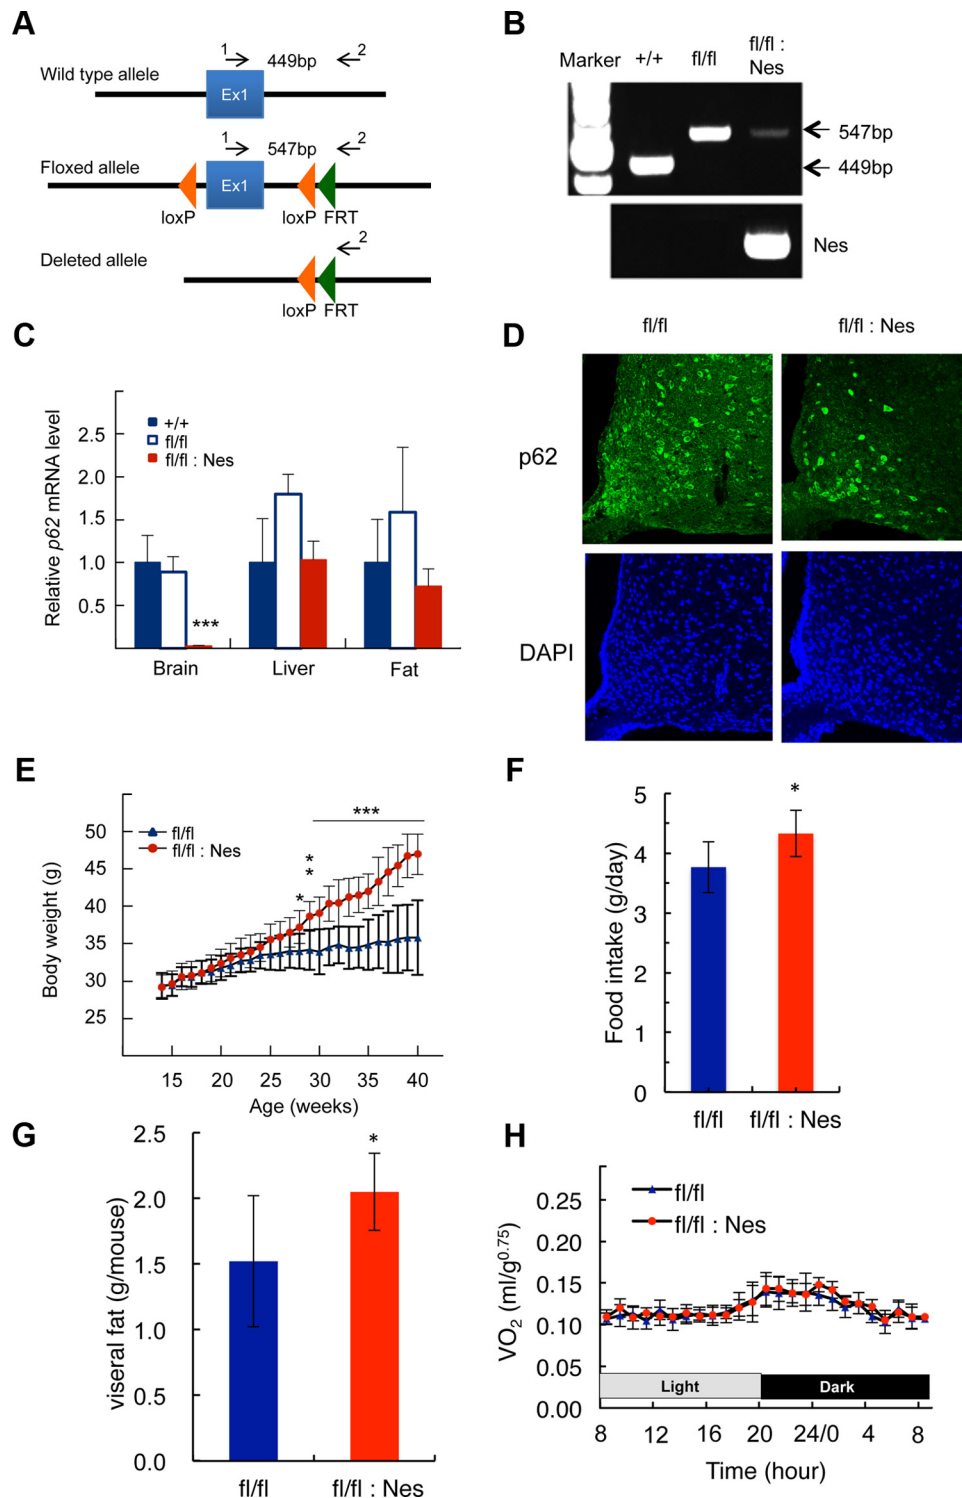 A
1
449bp
2
Wild type allele
Ex1
1
547bp
2
Floxed allele
Ex1
loxP
loxP
FRT
2
Deleted allele
loxP
FRT
B
Marker
+/+
fl/fl
fl/fl :
Nes
547bp
449bp
Nes
C
Relative p62 mRNA level
2.5
2.0
1.5
1.0
0.5
+/+
fl/fl
fl/fl : Nes
***
Brain
Liver
Fat
D
fl/fl
fl/fl : Nes
p62
DAPI
E
Body weight (g)
50
45
40
35
30
25
fl/fl
fl/fl : Nes
*
*
*
***
15
20
25
30
35
40
Age (weeks)
F
Food intake (g/day)
5
4
3
2
1
0
*
fl/fl
fl/fl : Nes
G
viseral fat (g/mouse)
2.5
2.0
1.5
1.0
0.5
0.0
*
fl/fl
fl/fl : Nes
H
VO2 (ml/g0.75)
0.25
0.20
0.15
0.10
0.05
0.00
fl/fl
fl/fl : Nes
Light
Dark
8
12
16
20
24/0
4
8
Time (hour)